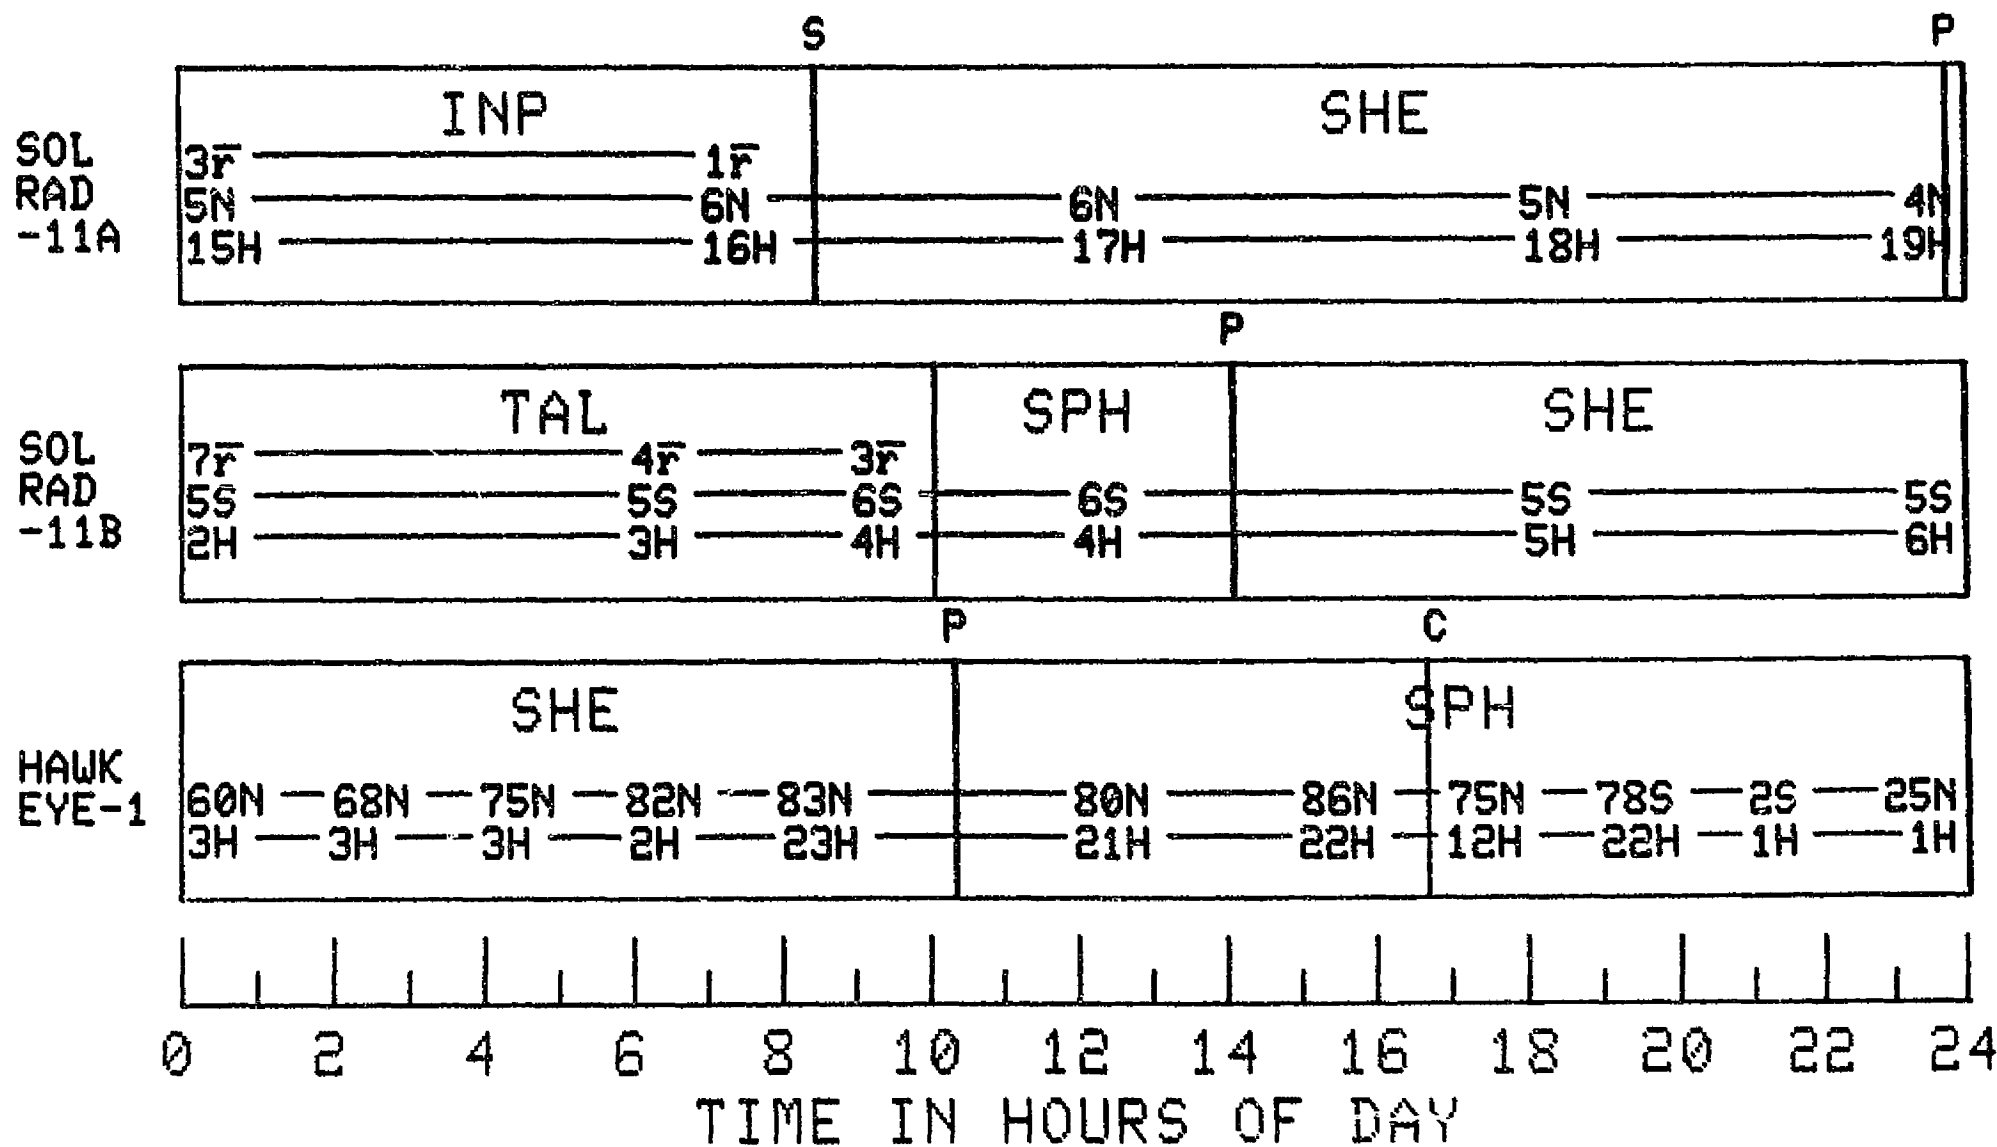 S P
INP SHE
SOL RAD -11A
3r̅ 1r̅
5N 6N 6N 5N 4N
15H 16H 17H 18H 19H
P
TAL SPH SHE
SOL RAD -11B
7r̅ 4r̅ 3r̅
5S 5S 6S 6S 5S 5S
2H 3H 4H 4H 5H 6H
P C
SHE SPH
HAWK EYE-1
60N 68N 75N 82N 83N 80N 86N 75N 78S 2S 25N
3H 3H 3H 2H 23H 21H 22H 12H 22H 1H 1H
0 2 4 6 8 10 12 14 16 18 20 22 24
TIME IN HOURS OF DAY